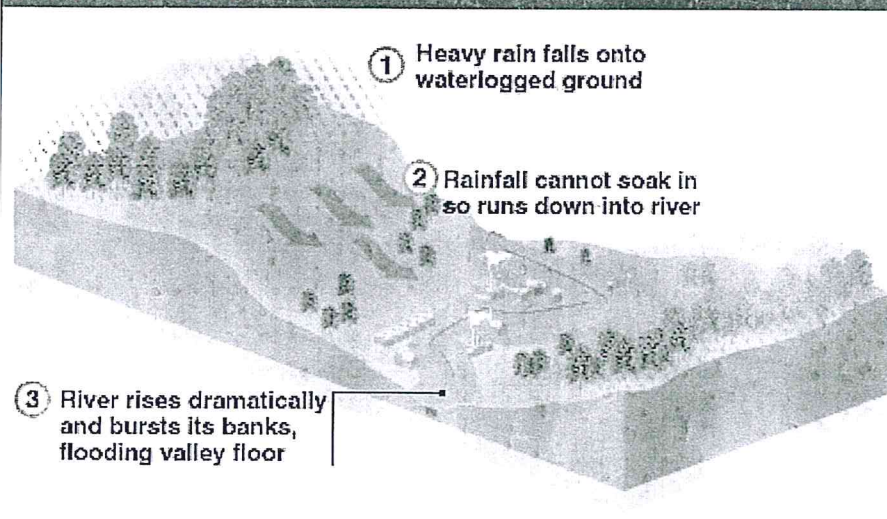 1 Heavy rain falls onto
waterlogged ground
2 Rainfall cannot soak in
so runs down into river
3 River rises dramatically
and bursts its banks,
flooding valley floor